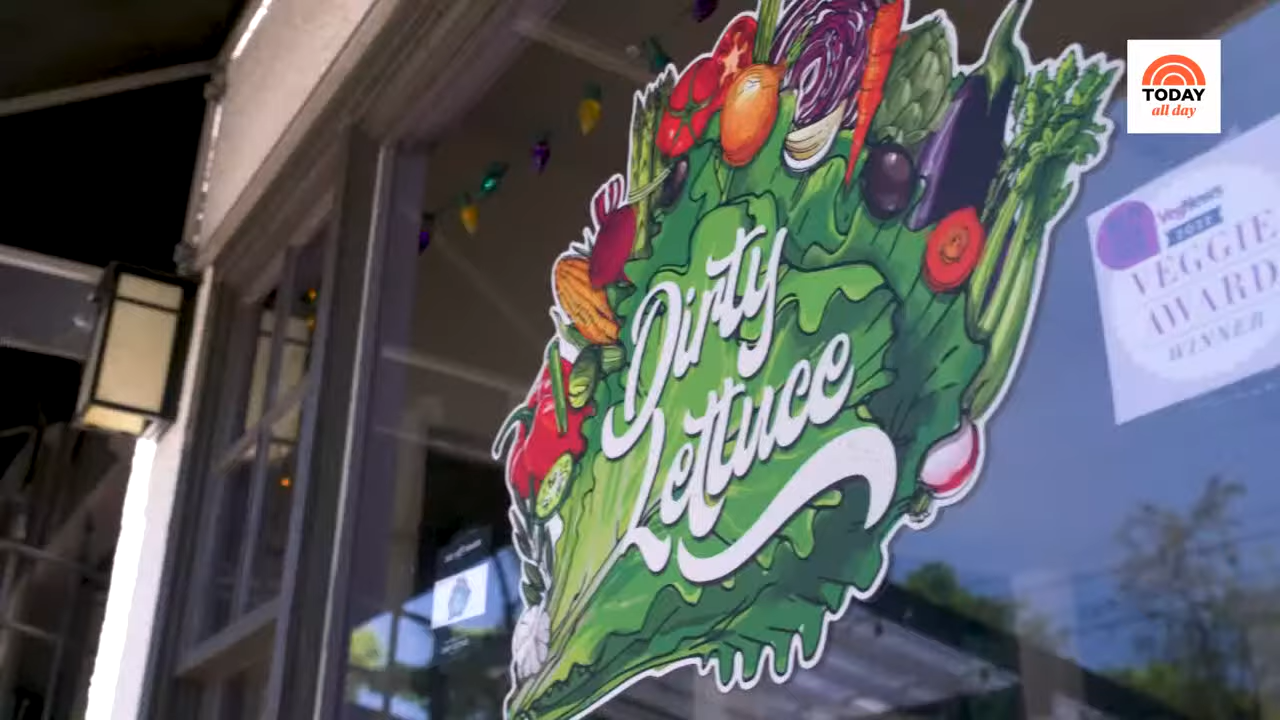 TODAY
all day
Dirty
Lettuce
VegNews
2022
VEGGIE
AWARD
WINNER